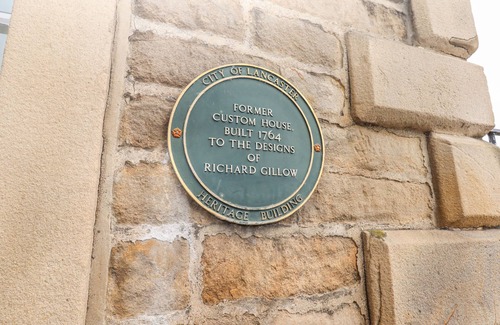 CITY OF LANCASTER
FORMER
CUSTOM HOUSE,
BUILT 1764
TO THE DESIGNS
OF
RICHARD GILLOW
HERITAGE BUILDING